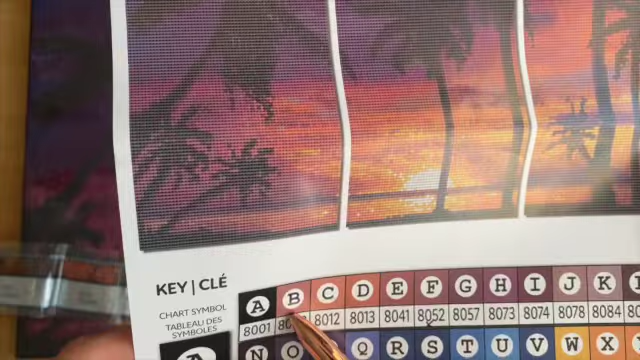 KEY | CLÉ
CHART SYMBOL
TABLEAU DES
SYMBOLES
A B C D E F G H I J K
8001 8012 8013 8041 8052 8057 8073 8074 8078 8084
A N O Q R S T U V W X